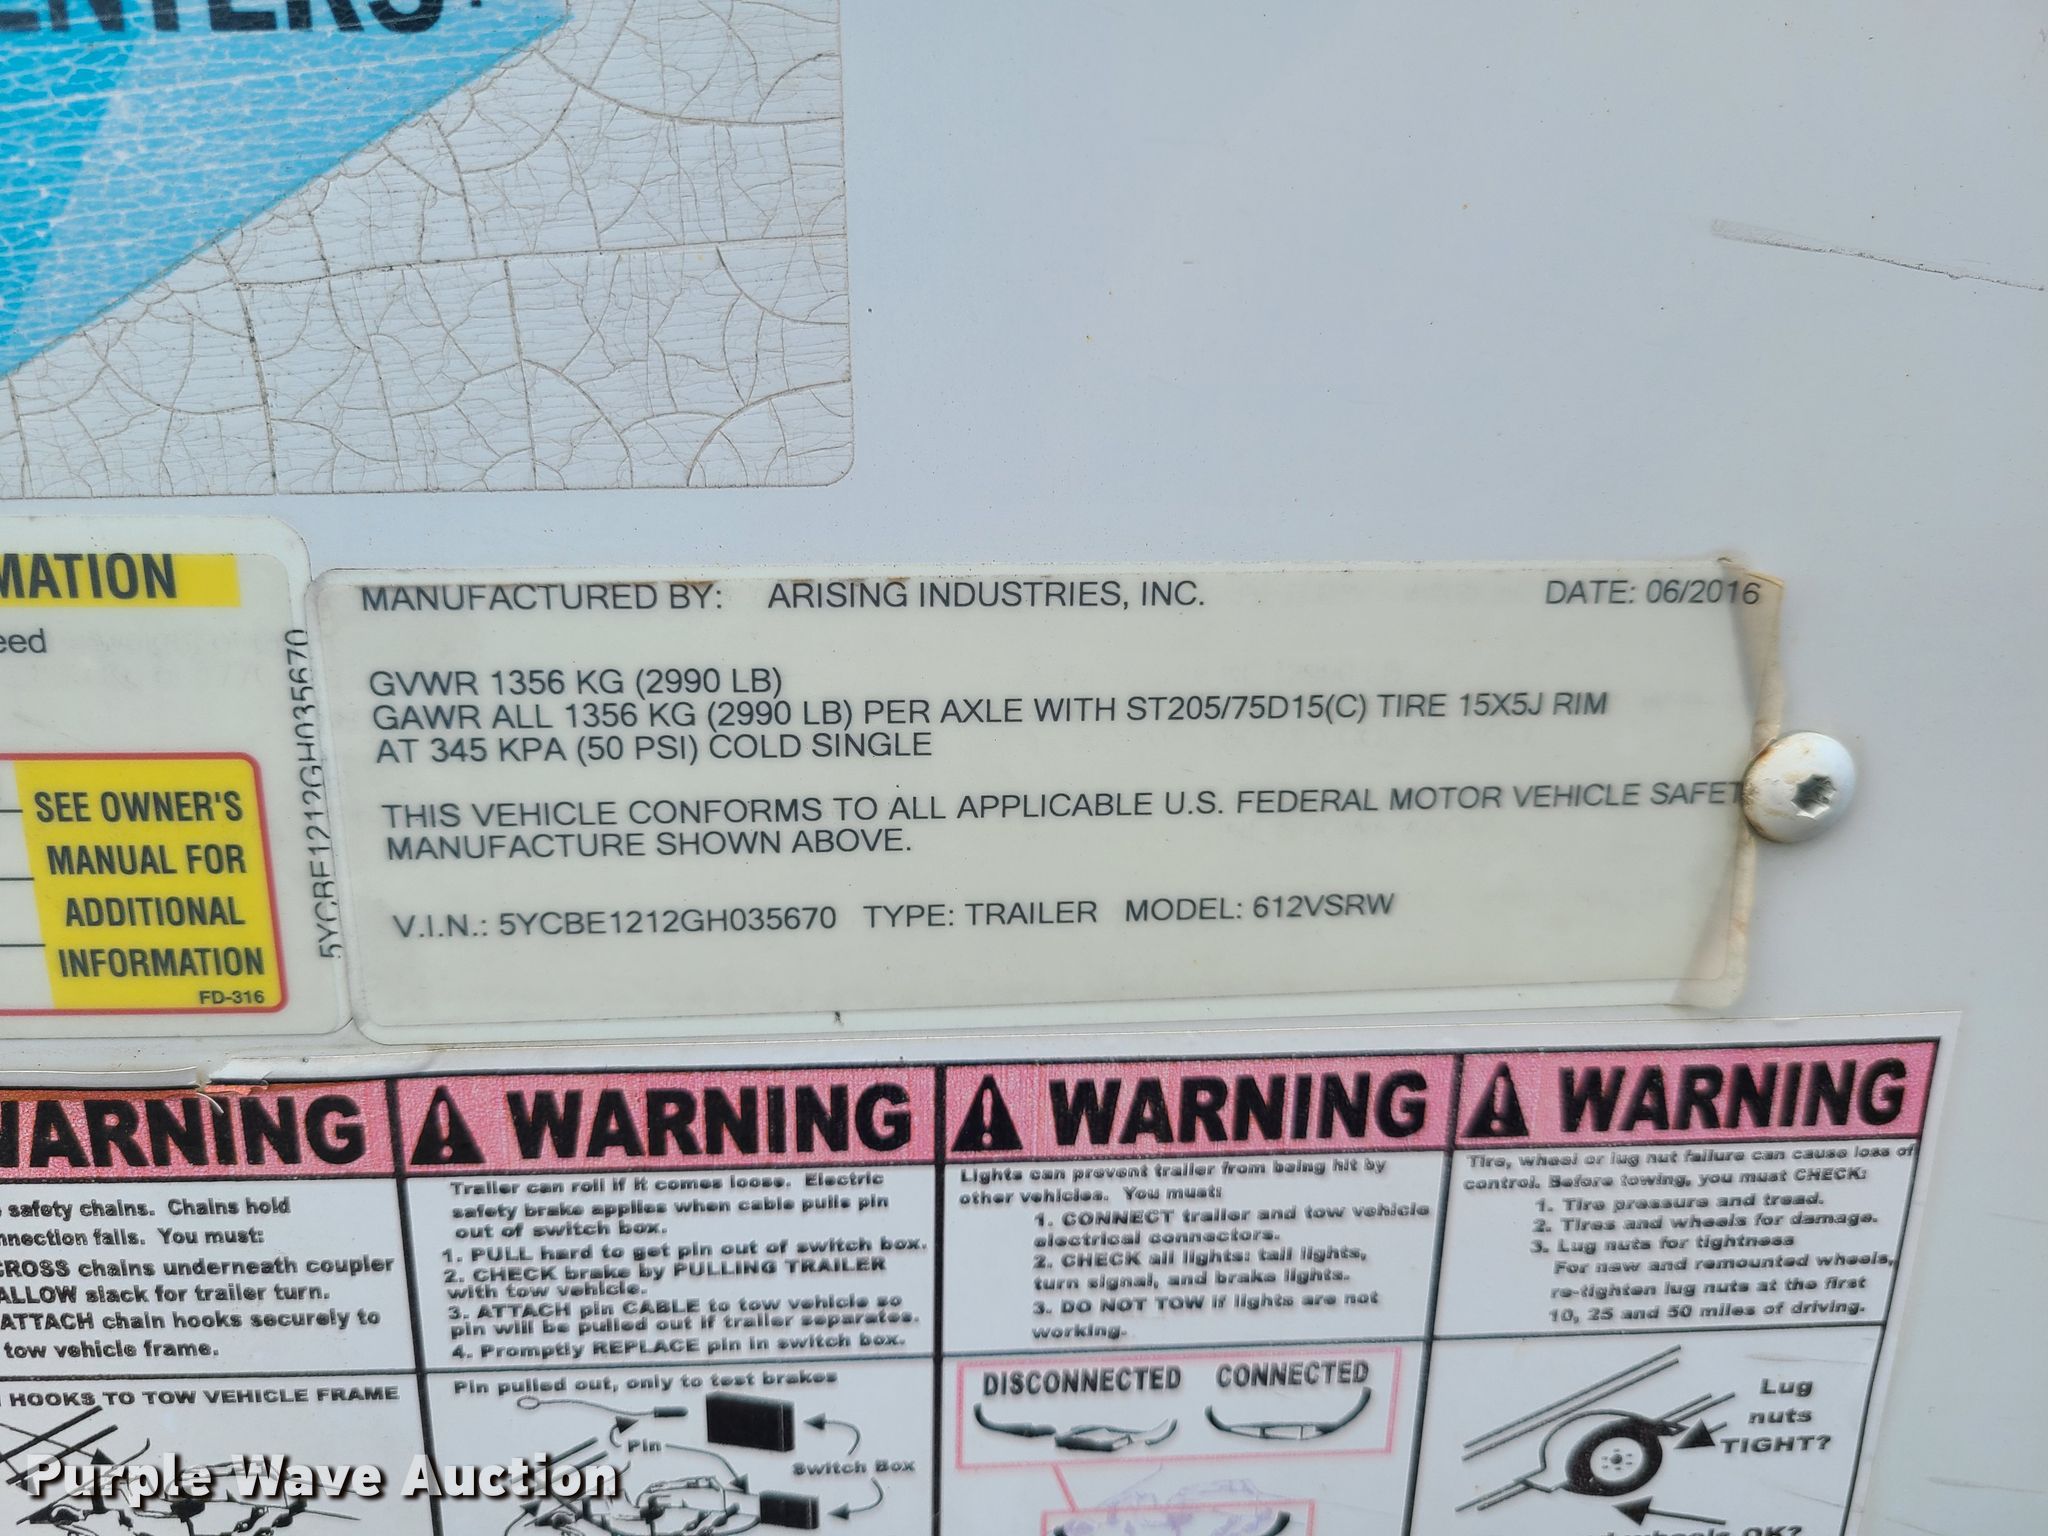 MANUFACTURED BY: ARISING INDUSTRIES, INC. DATE: 06/2016
GVWR 1356 KG (2990 LB)
GAWR ALL 1356 KG (2990 LB) PER AXLE WITH ST205/75D15(C) TIRE 15X5J RIM
AT 345 KPA (50 PSI) COLD SINGLE
THIS VEHICLE CONFORMS TO ALL APPLICABLE U.S. FEDERAL MOTOR VEHICLE SAFET
MANUFACTURE SHOWN ABOVE.
V.I.N.: 5YCBE1212GH035670 TYPE: TRAILER MODEL: 612VSRW
5YCBE1212GH035670
MATION
eed
SEE OWNER'S
MANUAL FOR
ADDITIONAL
INFORMATION
FD-316
WARNING
safety chains. Chains hold
nnection fails. You must:
CROSS chains underneath coupler
ALLOW slack for trailer turn.
ATTACH chain hooks securely to
tow vehicle frame.
HOOKS TO TOW VEHICLE FRAME
WARNING
Trailer can roll if it comes loose. Electric
safety brake applies when cable pulls pin
out of switch box.
1. PULL hard to get pin out of switch box.
2. CHECK brake by PULLING TRAILER
with tow vehicle.
3. ATTACH pin CABLE to tow vehicle so
pin will be pulled out if trailer separates.
4. Promptly REPLACE pin in switch box.
Pin pulled out, only to test brakes
Pin
Switch Box
WARNING
Lights can prevent trailer from being hit by
other vehicles. You must:
1. CONNECT trailer and tow vehicle
electrical connectors.
2. CHECK all lights: tail lights,
turn signal, and brake lights.
3. DO NOT TOW if lights are not
working.
DISCONNECTED CONNECTED
WARNING
Tire, wheel or lug nut failure can cause loss of
control. Before towing, you must CHECK:
1. Tire pressure and tread.
2. Tires and wheels for damage.
3. Lug nuts for tightness
For new and remounted wheels,
re-tighten lug nuts at the first
10, 25 and 50 miles of driving.
Lug
nuts
TIGHT?
OK?
Purple Wave Auction